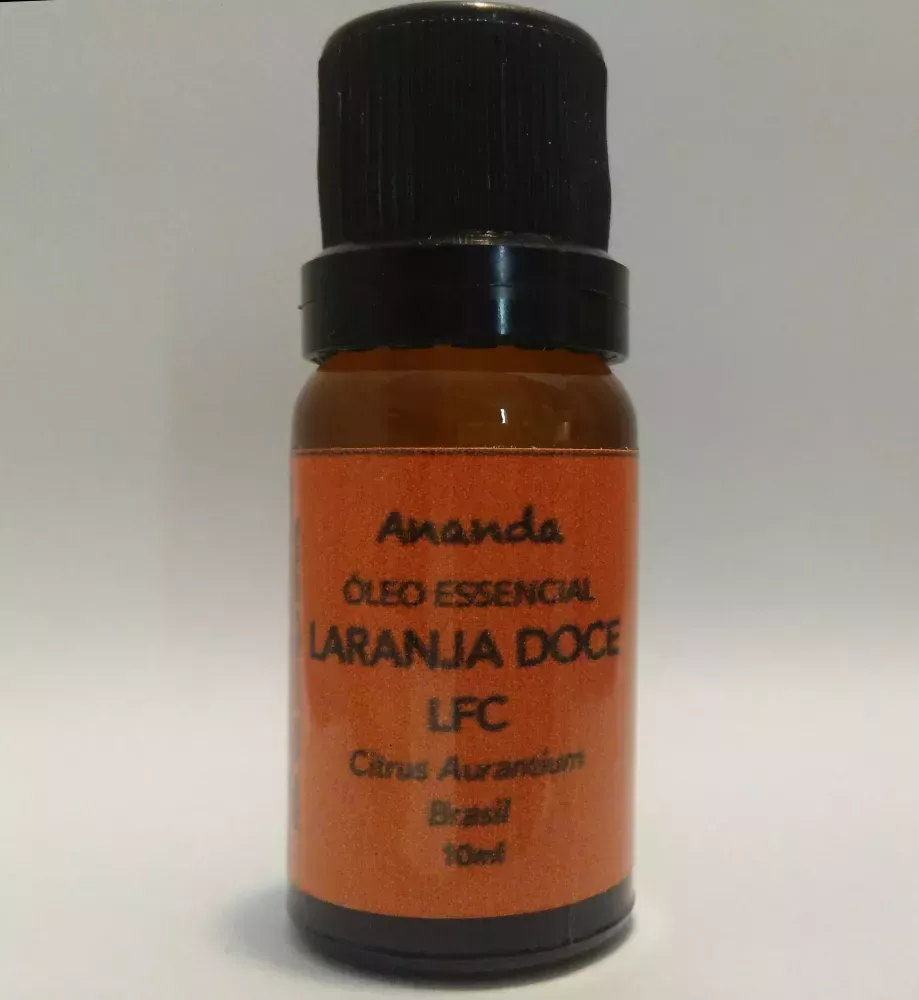 Ananda
ÓLEO ESSENCIAL
LARANJA DOCE
LFC
Citrus Aurantium
Brasil
10ml